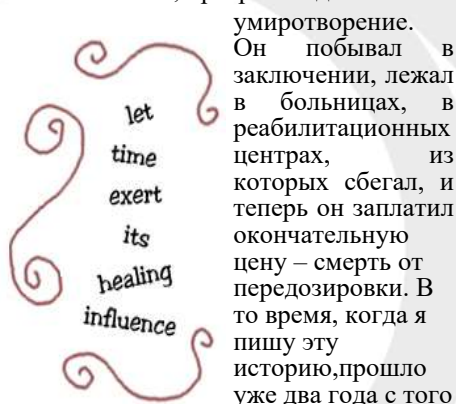 умиротворение.
Он побывал в
заключении, лежал
в больницах, в
реабилитационных
центрах, из
которых сбегал, и
теперь он заплатил
окончательную
цену – смерть от
передозировки. В
то время, когда я
пишу эту
историю,прошло
уже два года с того
let
time
exert
its
healing
influence